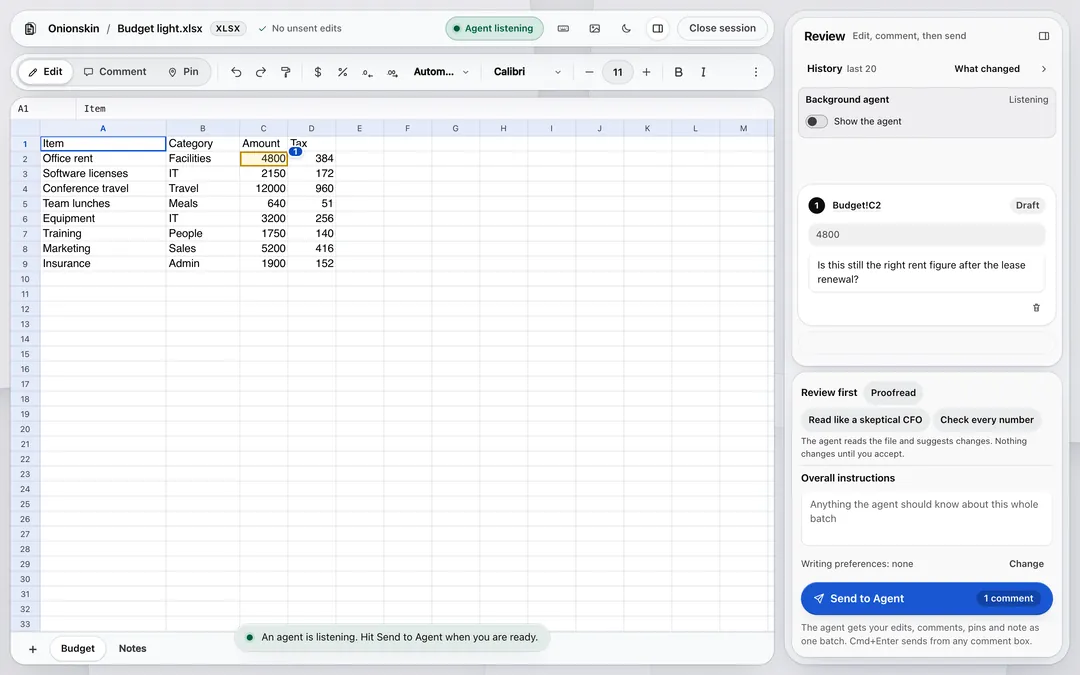 Onionskin / Budget light.xlsx XLSX No unsent edits Agent listening Close session
Edit Comment Pin $ % .0 .00 Autom... Calibri 11 B I
A1 Item
A B C D E F G H I J K L M
1 Item Category Amount Tax
1
2 Office rent Facilities 4800 384
3 Software licenses IT 2150 172
4 Conference travel Travel 12000 960
5 Team lunches Meals 640 51
6 Equipment IT 3200 256
7 Training People 1750 140
8 Marketing Sales 5200 416
9 Insurance Admin 1900 152
10
11
12
13
14
15
16
17
18
19
20
21
22
23
24
25
26
27
28
29
30
31
32
33
An agent is listening. Hit Send to Agent when you are ready.
+ Budget Notes
Review Edit, comment, then send
History last 20 What changed
Background agent Listening
Show the agent
1 Budget!C2 Draft
4800
Is this still the right rent figure after the lease
renewal?
Review first Proofread
Read like a skeptical CFO Check every number
The agent reads the file and suggests changes. Nothing
changes until you accept.
Overall instructions
Anything the agent should know about this whole
batch
Writing preferences: none Change
Send to Agent 1 comment
The agent gets your edits, comments, pins and note as
one batch. Cmd+Enter sends from any comment box.